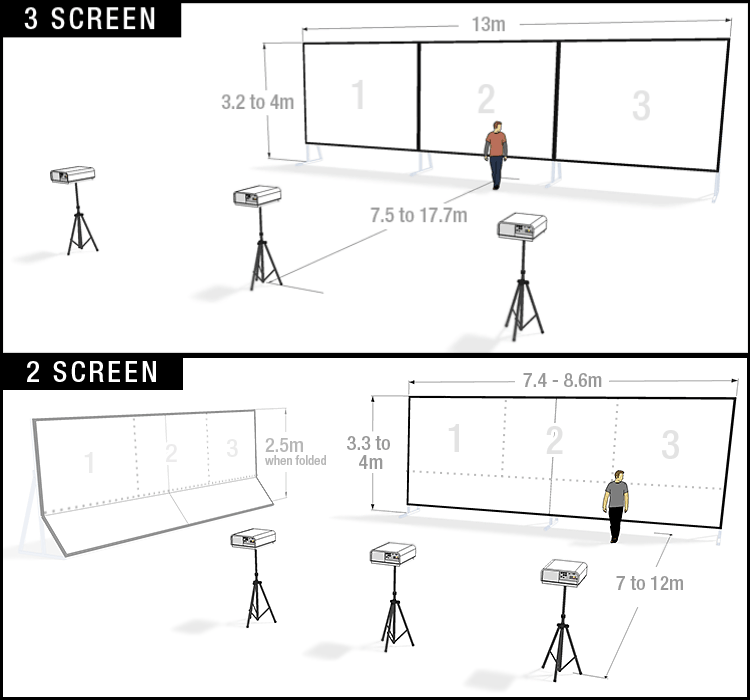 3 SCREEN
13m
3.2 to 4m
1
2
3
7.5 to 17.7m
2 SCREEN
7.4 - 8.6m
1
2
3
2.5m
when folded
3.3 to
4m
1
2
3
7 to 12m